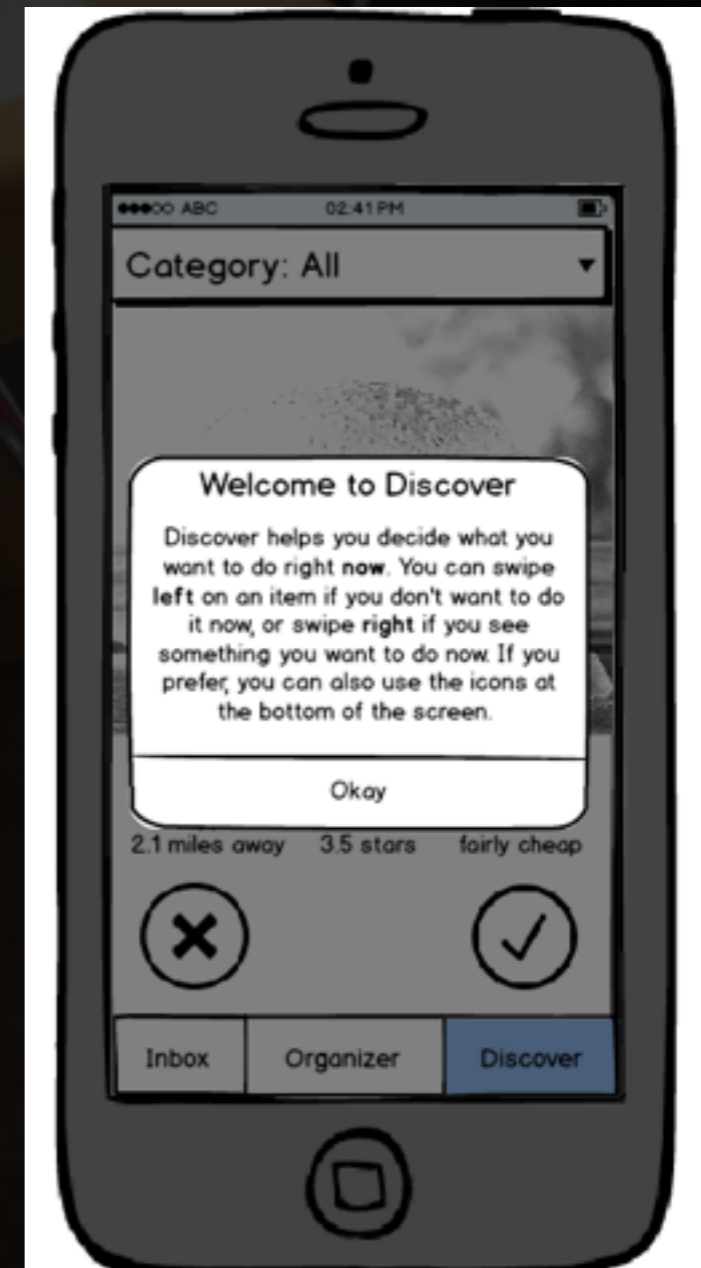 ABC 02:41 PM
Category: All
Welcome to Discover
Discover helps you decide what you
want to do right now. You can swipe
left on an item if you don't want to do
it now, or swipe right if you see
something you want to do now. If you
prefer, you can also use the icons at
the bottom of the screen.
Okay
2.1 miles away 3.5 stars fairly cheap
Inbox Organizer Discover